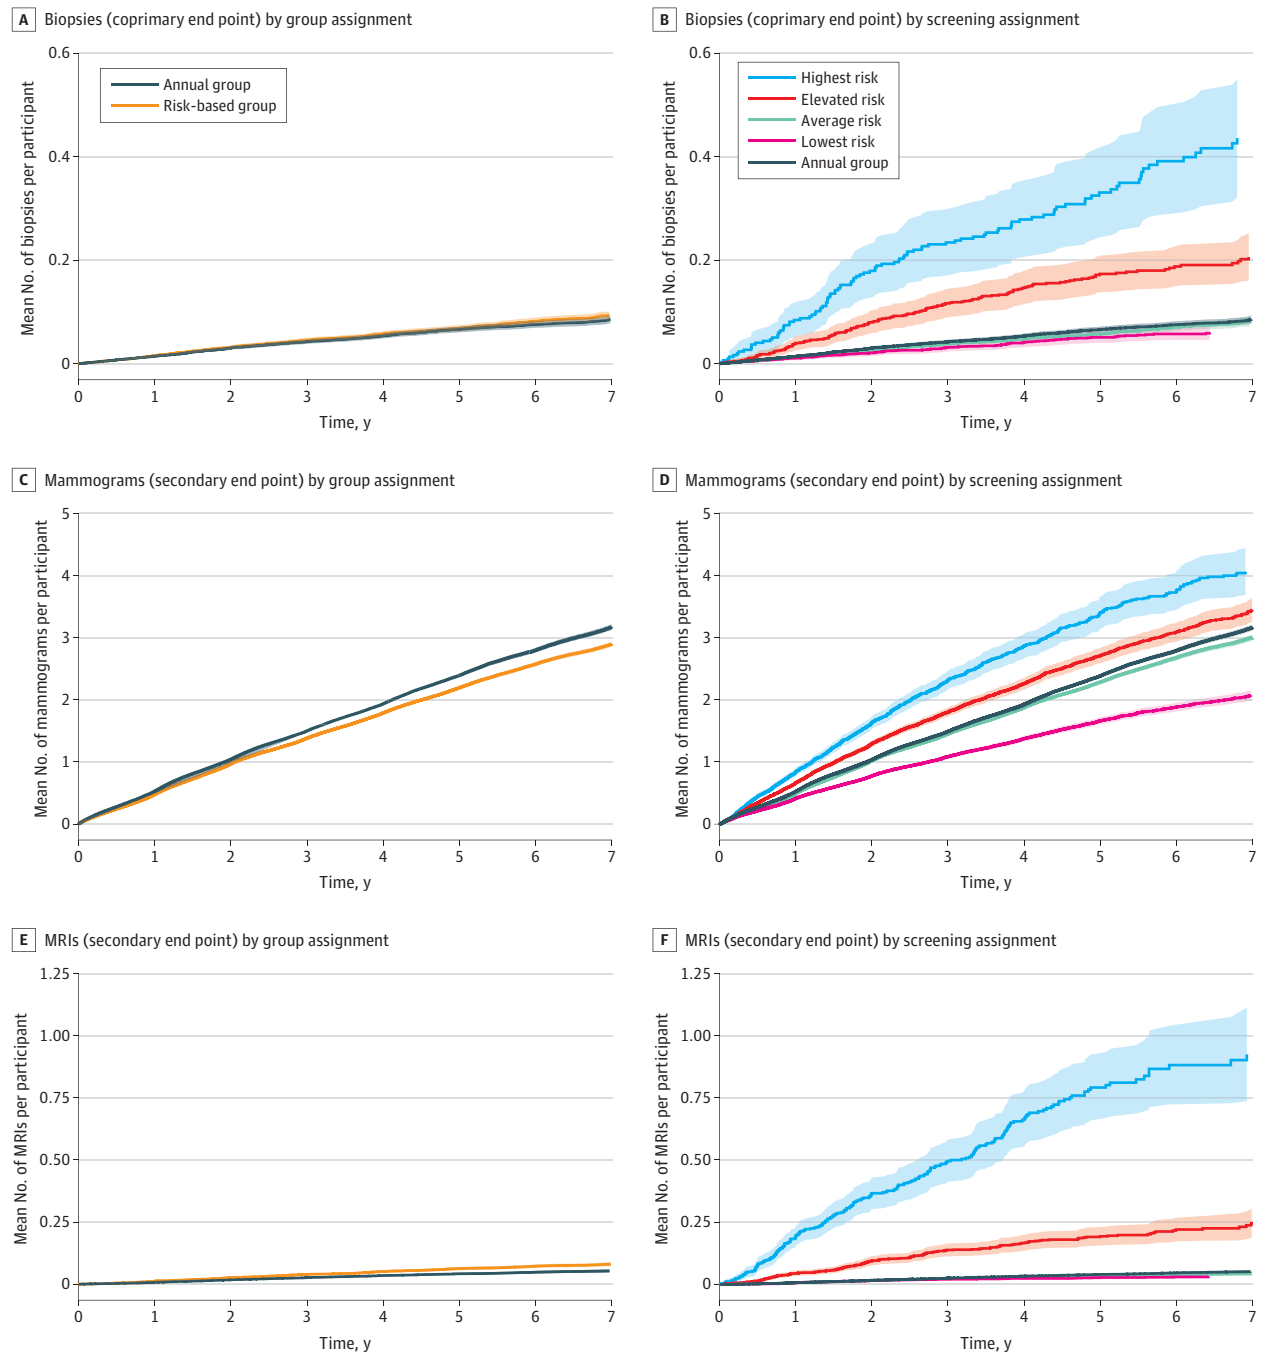 A Biopsies (coprimary end point) by group assignment
Mean No. of biopsies per participant
0.6
0.4
0.2
0
Annual group
Risk-based group
0 1 2 3 4 5 6 7
Time, y
B Biopsies (coprimary end point) by screening assignment
Mean No. of biopsies per participant
0.6
0.4
0.2
0
Highest risk
Elevated risk
Average risk
Lowest risk
Annual group
0 1 2 3 4 5 6 7
Time, y
C Mammograms (secondary end point) by group assignment
Mean No. of mammograms per participant
5
4
3
2
1
0
0 1 2 3 4 5 6 7
Time, y
D Mammograms (secondary end point) by screening assignment
Mean No. of mammograms per participant
5
4
3
2
1
0
0 1 2 3 4 5 6 7
Time, y
E MRIs (secondary end point) by group assignment
Mean No. of MRIs per participant
1.25
1.00
0.75
0.50
0.25
0
0 1 2 3 4 5 6 7
Time, y
F MRIs (secondary end point) by screening assignment
Mean No. of MRIs per participant
1.25
1.00
0.75
0.50
0.25
0
0 1 2 3 4 5 6 7
Time, y